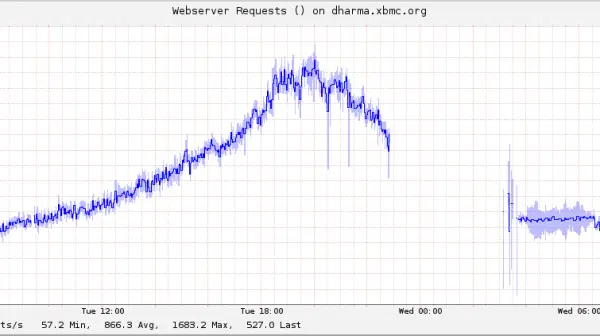 Webserver Requests () on dharma.xbmc.org
Tue 12:00 Tue 18:00 Wed 00:00 Wed 06:00
ts/s 57.2 Min, 866.3 Avg, 1683.2 Max, 527.0 Last